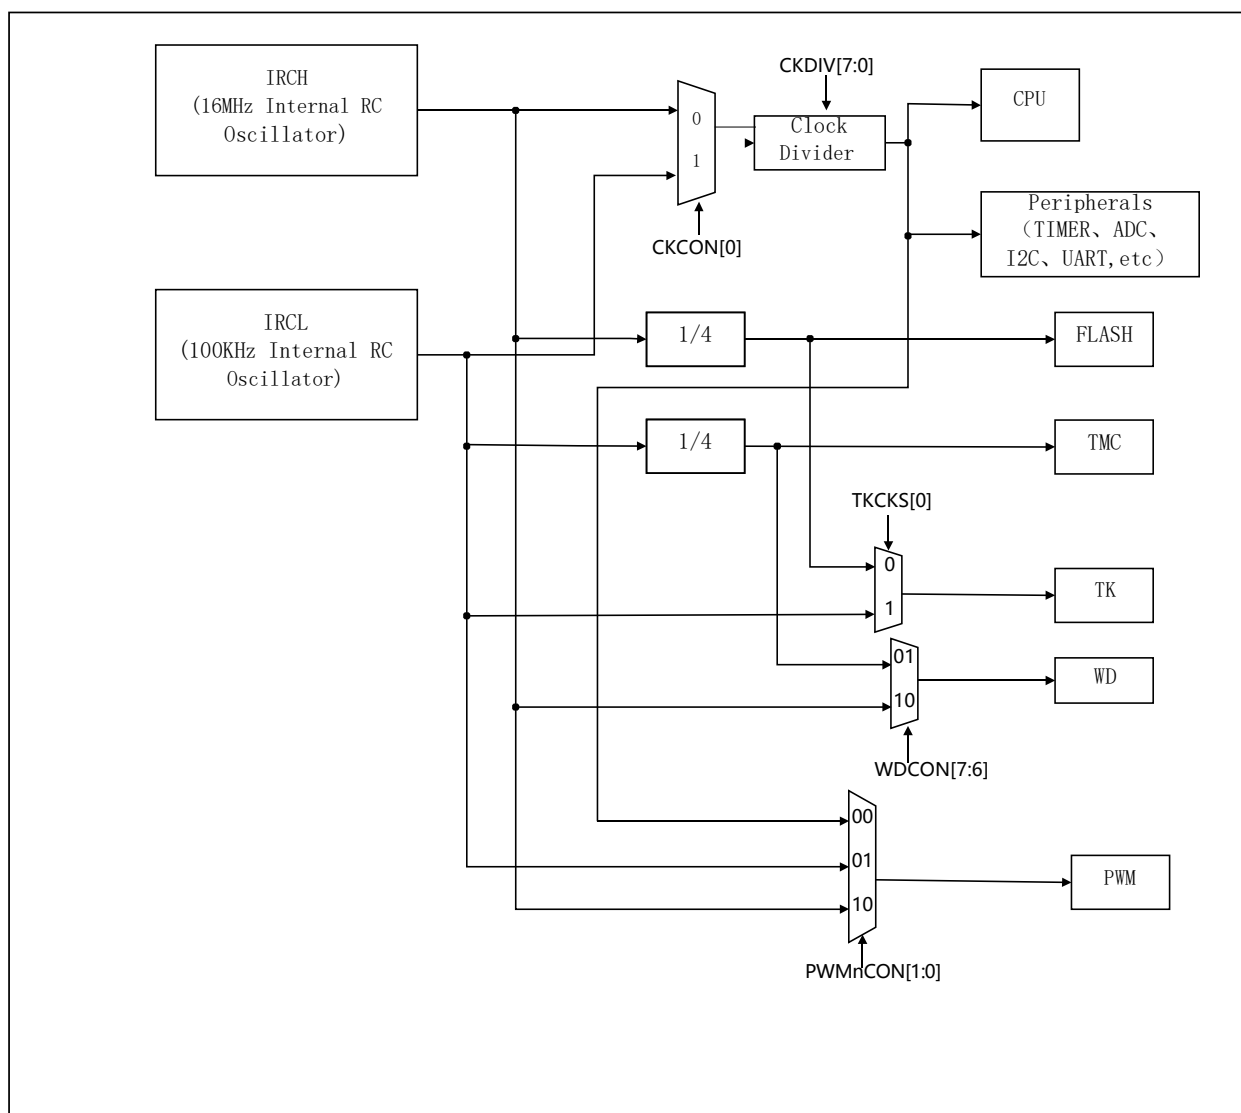 IRCH
(16MHz Internal RC
Oscillator)
CKDIV[7:0]
0
1
Clock
Divider
CPU
CKCON[0]
Peripherals
（TIMER、ADC、
I2C、UART,etc）
IRCL
(100KHz Internal RC
Oscillator)
1/4
FLASH
1/4
TMC
TKCKS[0]
0
1
TK
01
10
WD
WDCON[7:6]
00
01
10
PWM
PWMnCON[1:0]